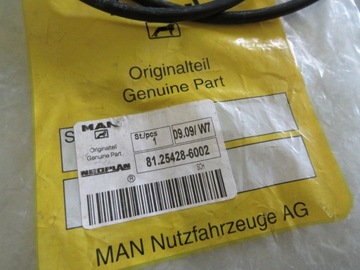 Originalteil
Genuine Part
S
MAN
Originalteil
Genuine Part
NEOPLAN
®
St./pcs
1
09.09/ W7
81.25428-6002
MAN Nutzfahrzeuge AG